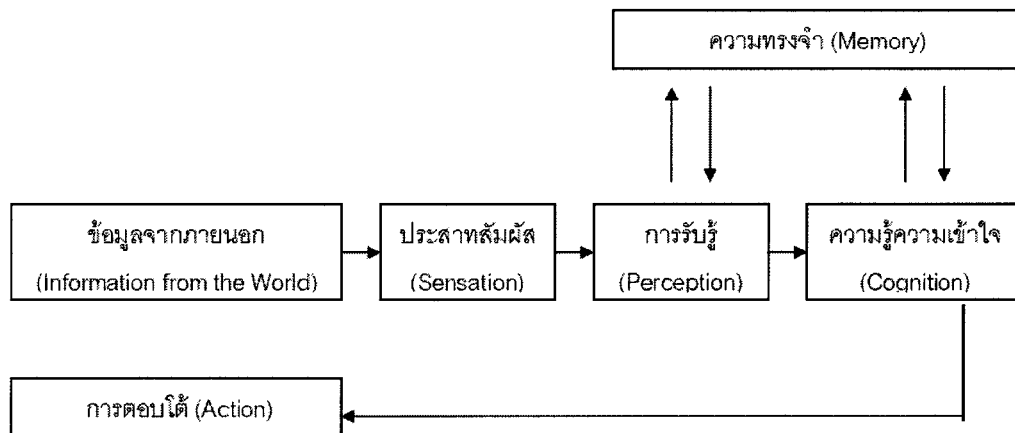 ความทรงจำ (Memory)
ข้อมูลจากภายนอก
(Information from the World)
ประสาทสัมผัส
(Sensation)
การรับรู้
(Perception)
ความรู้ความเข้าใจ
(Cognition)
การตอบโต้ (Action)